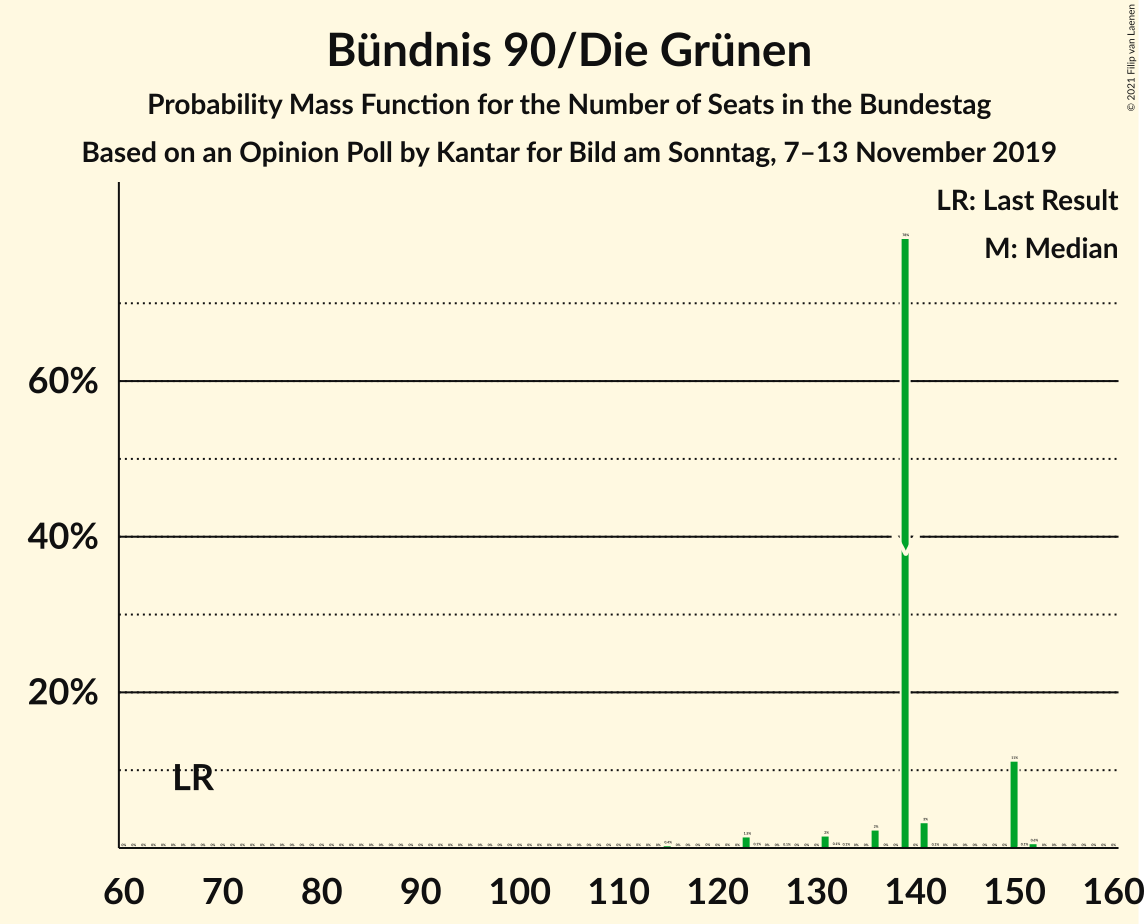 Bündnis 90/Die Grünen
Probability Mass Function for the Number of Seats in the Bundestag
Based on an Opinion Poll by Kantar for Bild am Sonntag, 7–13 November 2019
© 2021 Filip van Laenen
LR: Last Result
M: Median
60%
40%
20%
LR
M
60 70 80 90 100 110 120 130 140 150 160